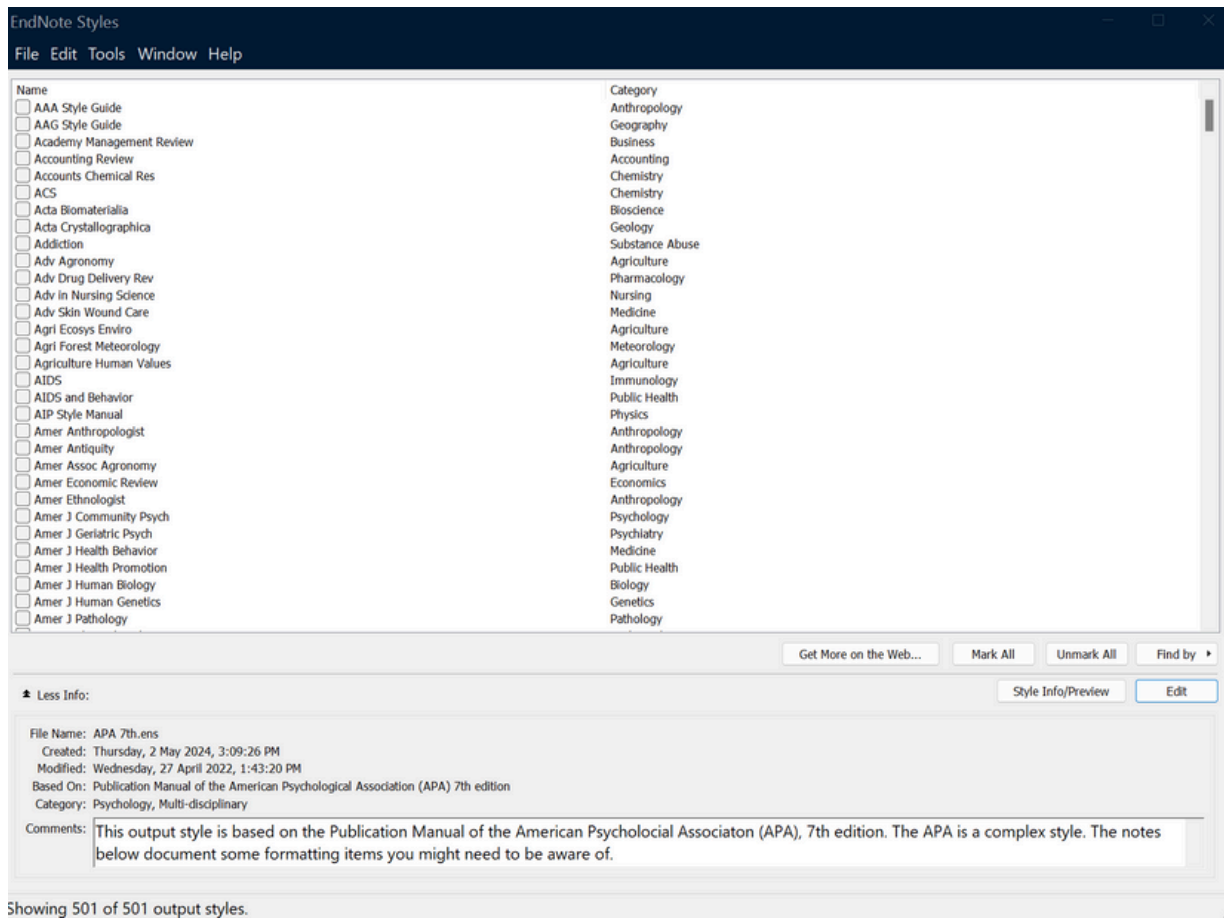 EndNote Styles
File Edit Tools Window Help
Name Category
AAA Style Guide Anthropology
AAG Style Guide Geography
Academy Management Review Business
Accounting Review Accounting
Accounts Chemical Res Chemistry
ACS Chemistry
Acta Biomaterialia Bioscience
Acta Crystallographica Geology
Addiction Substance Abuse
Adv Agronomy Agriculture
Adv Drug Delivery Rev Pharmacology
Adv in Nursing Science Nursing
Adv Skin Wound Care Medicine
Agri Ecosys Enviro Agriculture
Agri Forest Meteorology Meteorology
Agriculture Human Values Agriculture
AIDS Immunology
AIDS and Behavior Public Health
AIP Style Manual Physics
Amer Anthropologist Anthropology
Amer Antiquity Anthropology
Amer Assoc Agronomy Agriculture
Amer Economic Review Economics
Amer Ethnologist Anthropology
Amer J Community Psych Psychology
Amer J Geriatric Psych Psychiatry
Amer J Health Behavior Medicine
Amer J Health Promotion Public Health
Amer J Human Biology Biology
Amer J Human Genetics Genetics
Amer J Pathology Pathology
Get More on the Web... Mark All Unmark All Find by
Less Info: Style Info/Preview Edit
File Name: APA 7th.ens
Created: Thursday, 2 May 2024, 3:09:26 PM
Modified: Wednesday, 27 April 2022, 1:43:20 PM
Based On: Publication Manual of the American Psychological Association (APA) 7th edition
Category: Psychology, Multi-disciplinary
Comments: This output style is based on the Publication Manual of the American Psycholocial Associaton (APA), 7th edition. The APA is a complex style. The notes
below document some formatting items you might need to be aware of.
Showing 501 of 501 output styles.